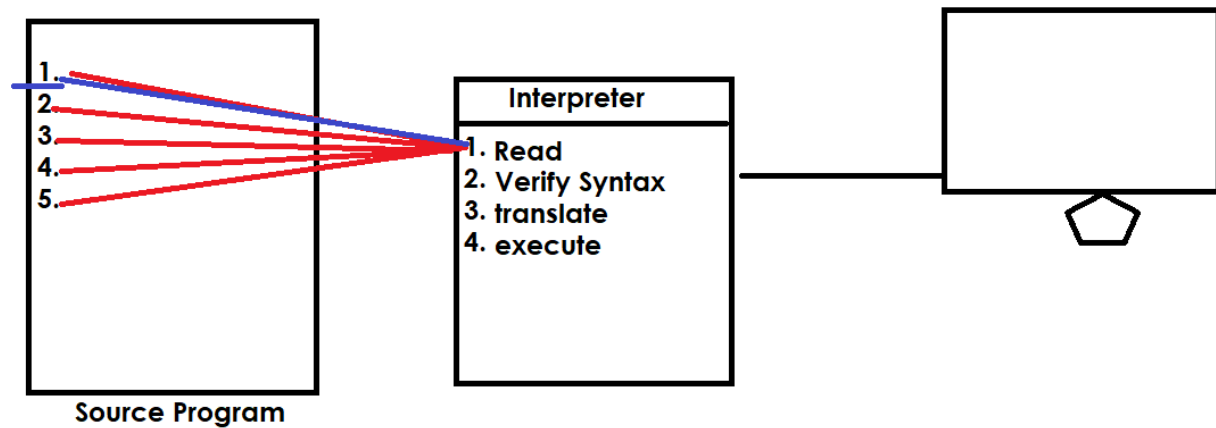 1.
2.
3.
4.
5.
Source Program
Interpreter
1. Read
2. Verify Syntax
3. translate
4. execute